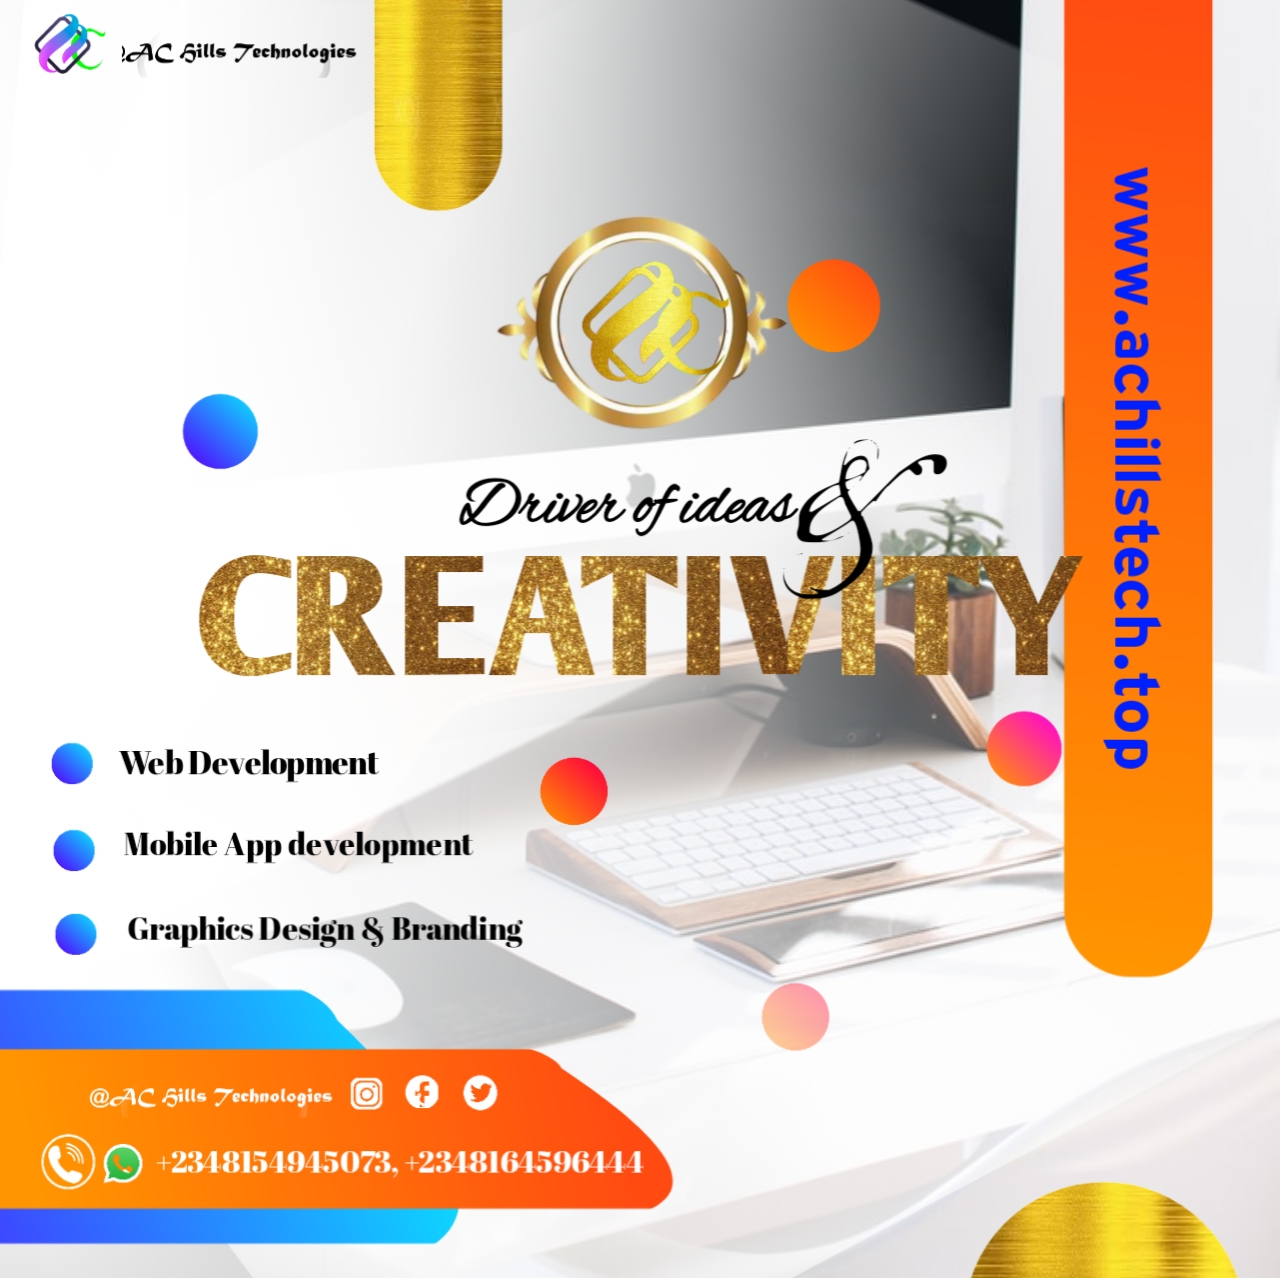 @AC Hills Technologies
www.achillstech.top
Driver of ideas &
CREATIVITY
Web Development
Mobile App development
Graphics Design & Branding
@AC Hills Technologies
+2348154945073, +2348164596444